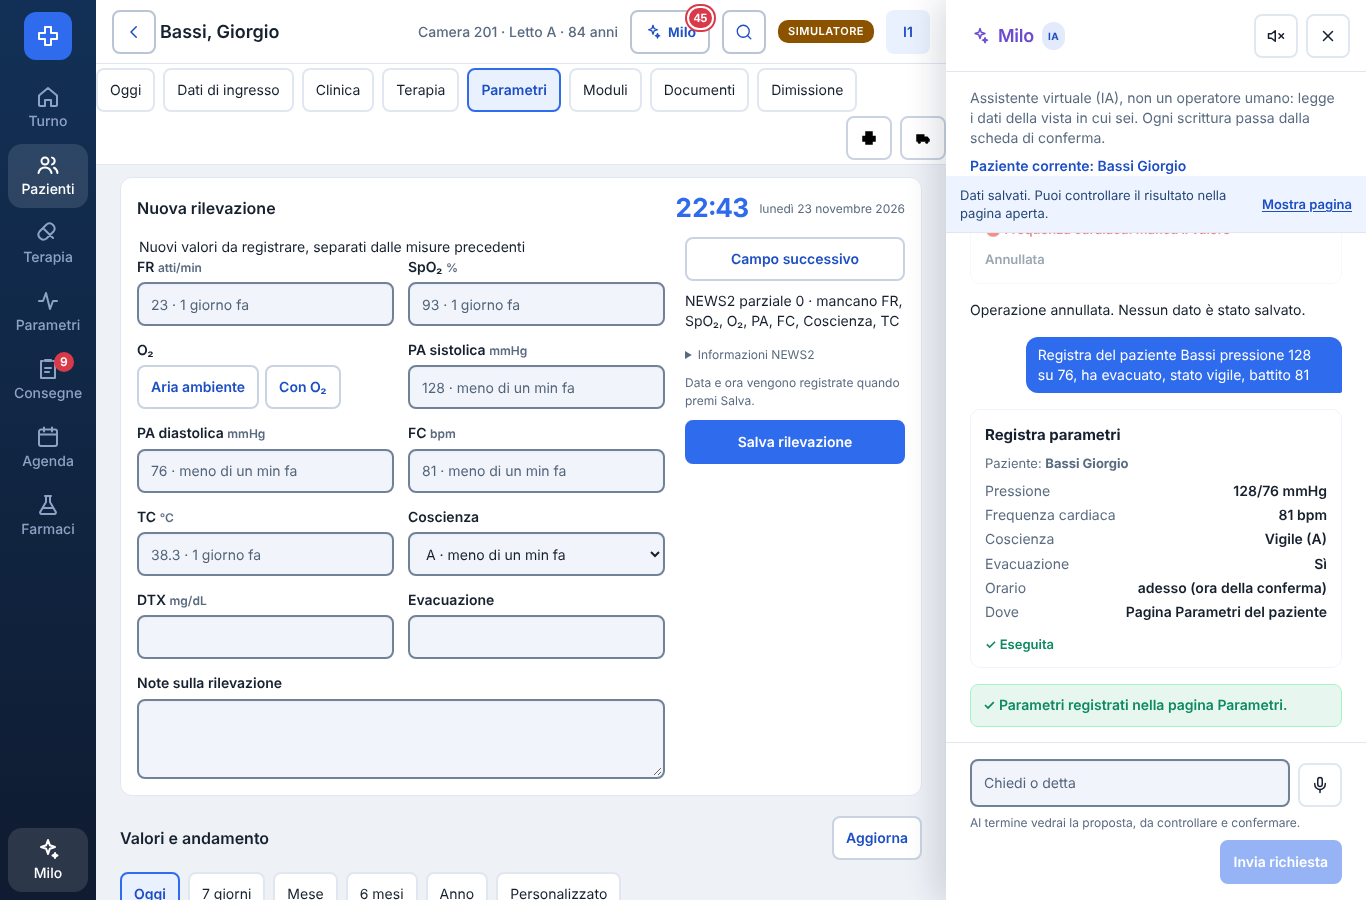 Turno
Pazienti
Terapia
Parametri
9
Consegne
Agenda
Farmaci
Milo
Bassi, Giorgio
Camera 201 · Letto A · 84 anni
Milo
45
SIMULATORE
I1
Oggi
Dati di ingresso
Clinica
Terapia
Parametri
Moduli
Documenti
Dimissione
Nuova rilevazione
22:43 lunedì 23 novembre 2026
Nuovi valori da registrare, separati dalle misure precedenti
FR atti/min
23 · 1 giorno fa
SpO₂ %
93 · 1 giorno fa
O₂
Aria ambiente
Con O₂
PA sistolica mmHg
128 · meno di un min fa
PA diastolica mmHg
76 · meno di un min fa
FC bpm
81 · meno di un min fa
TC °C
38.3 · 1 giorno fa
Coscienza
A · meno di un min fa
DTX mg/dL
Evacuazione
Note sulla rilevazione
Campo successivo
NEWS2 parziale 0 · mancano FR,
SpO₂, O₂, PA, FC, Coscienza, TC
Informazioni NEWS2
Data e ora vengono registrate quando
premi Salva.
Salva rilevazione
Valori e andamento
Aggiorna
Oggi
7 giorni
Mese
6 mesi
Anno
Personalizzato
Milo IA
Assistente virtuale (IA), non un operatore umano: legge
i dati della vista in cui sei. Ogni scrittura passa dalla
scheda di conferma.
Paziente corrente: Bassi Giorgio
Dati salvati. Puoi controllare il risultato nella
pagina aperta.
Mostra pagina
Frequenza cardiaca: manca il valore
Annullata
Operazione annullata. Nessun dato è stato salvato.
Registra del paziente Bassi pressione 128
su 76, ha evacuato, stato vigile, battito 81
Registra parametri
Paziente: Bassi Giorgio
Pressione 128/76 mmHg
Frequenza cardiaca 81 bpm
Coscienza Vigile (A)
Evacuazione Sì
Orario adesso (ora della conferma)
Dove Pagina Parametri del paziente
✓ Eseguita
✓ Parametri registrati nella pagina Parametri.
Chiedi o detta
Al termine vedrai la proposta, da controllare e confermare.
Invia richiesta